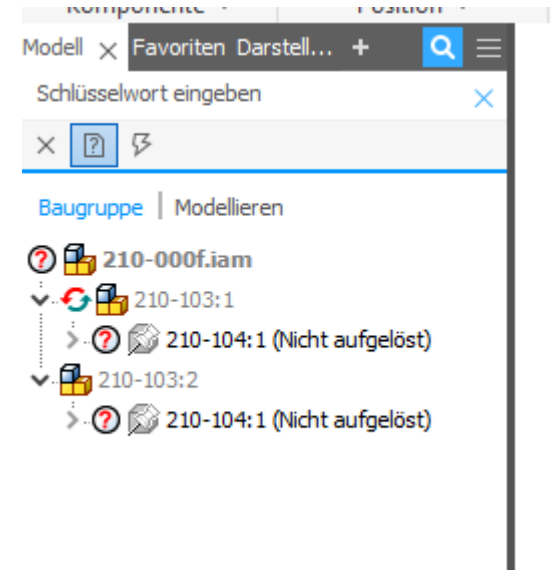 Komponente
Position
Modell Favoriten Darstell... +
Schlüsselwort eingeben
Baugruppe | Modellieren
210-000f.iam
210-103:1
210-104:1 (Nicht aufgelöst)
210-103:2
210-104:1 (Nicht aufgelöst)